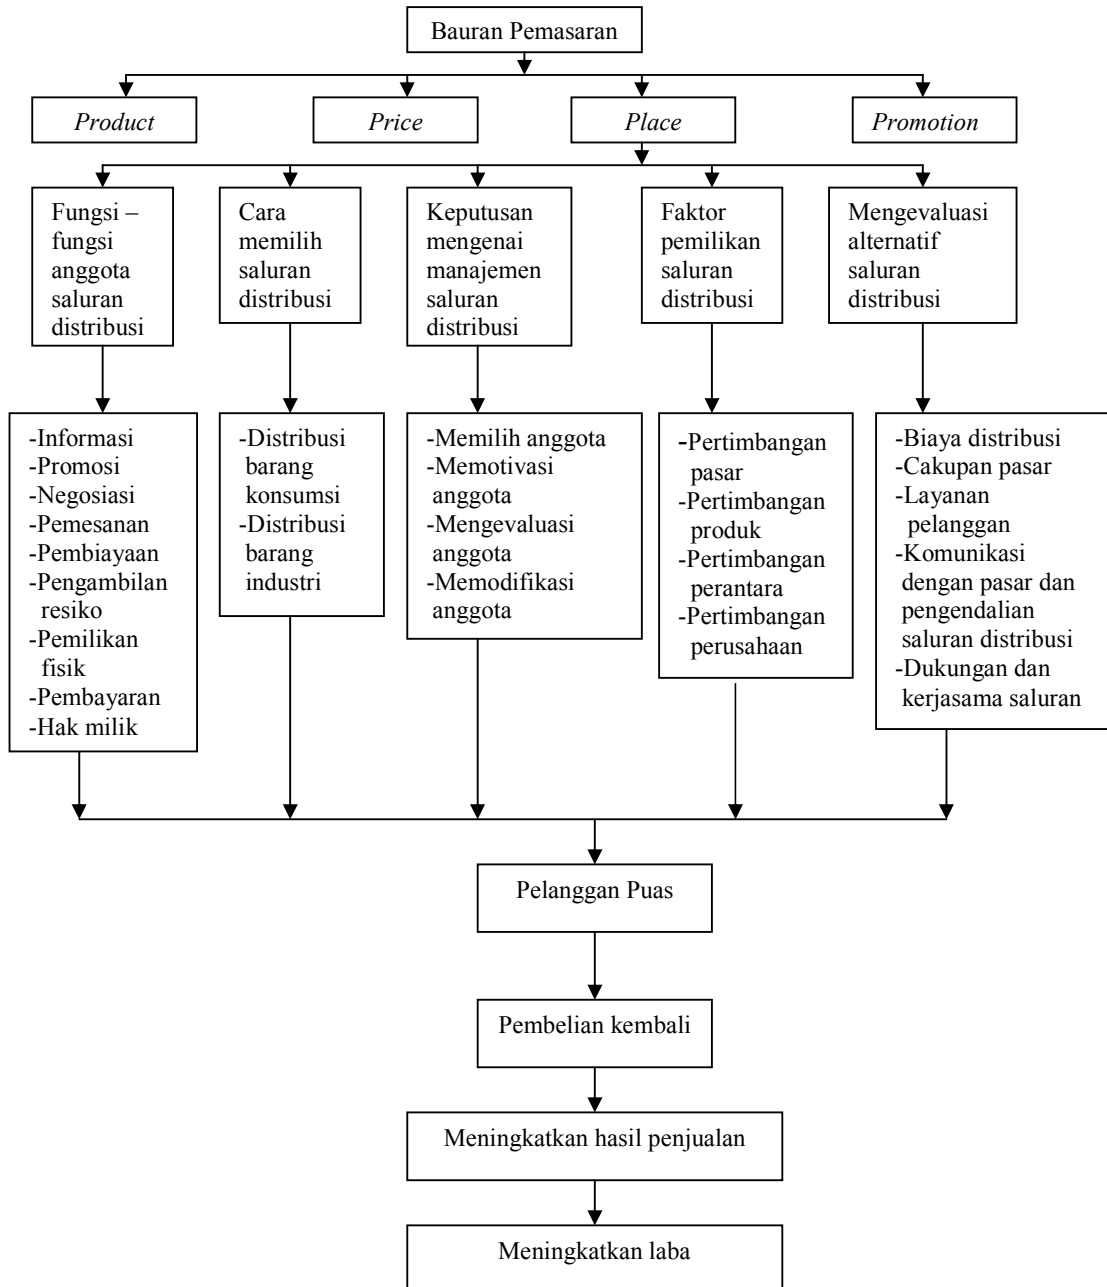 Bauran Pemasaran
Product
Price
Place
Promotion
Fungsi –
fungsi
anggota
saluran
distribusi
Cara
memilih
saluran
distribusi
Keputusan
mengenai
manajemen
saluran
distribusi
Faktor
pemilikan
saluran
distribusi
Mengevaluasi
alternatif
saluran
distribusi
-Informasi
-Promosi
-Negosiasi
-Pemesanan
-Pembiayaan
-Pengambilan
resiko
-Pemilikan
fisik
-Pembayaran
-Hak milik
-Distribusi
barang
konsumsi
-Distribusi
barang
industri
-Memilih anggota
-Memotivasi
anggota
-Mengevaluasi
anggota
-Memodifikasi
anggota
-Pertimbangan
pasar
-Pertimbangan
produk
-Pertimbangan
perantara
-Pertimbangan
perusahaan
-Biaya distribusi
-Cakupan pasar
-Layanan
pelanggan
-Komunikasi
dengan pasar dan
pengendalian
saluran distribusi
-Dukungan dan
kerjasama saluran
Pelanggan Puas
Pembelian kembali
Meningkatkan hasil penjualan
Meningkatkan laba